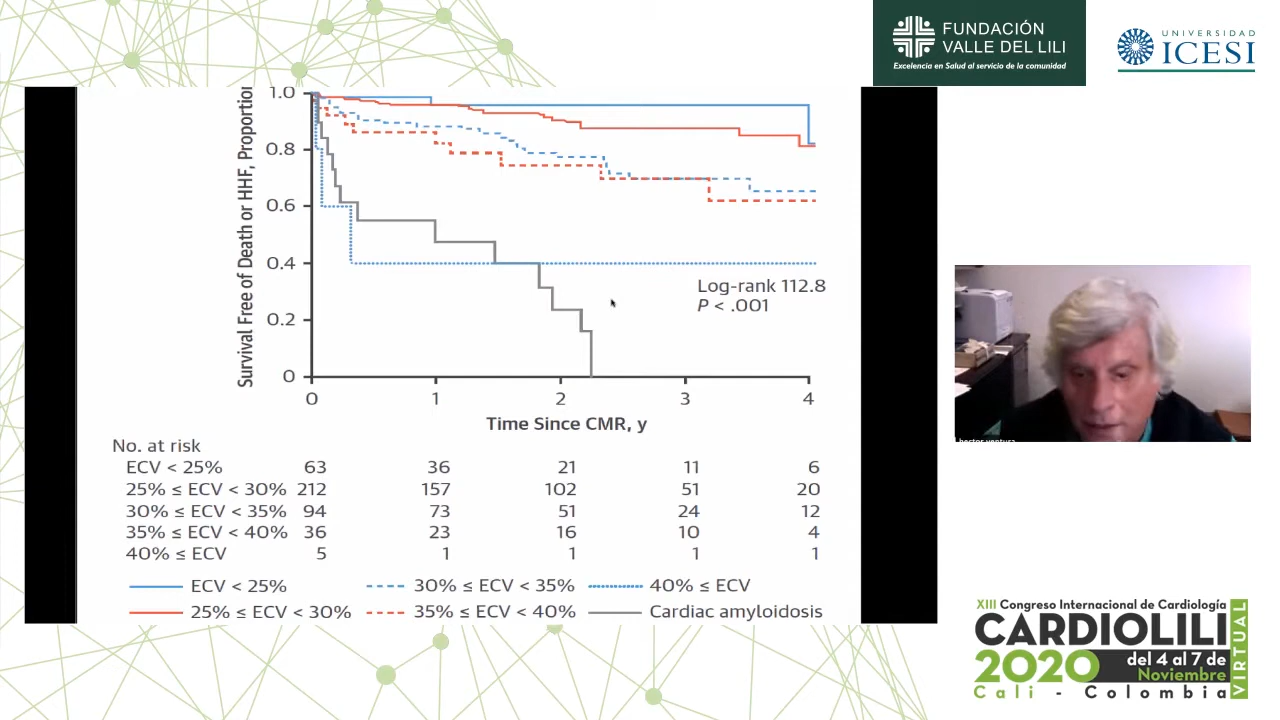 FUNDACIÓN
VALLE DEL LILI
Excelencia en Salud al servicio de la comunidad
UNIVERSIDAD
ICESI
Survival Free of Death or HHF, Proportion
1.0
0.8
0.6
0.4
0.2
0
Log-rank 112.8
P < .001
0 1 2 3 4
Time Since CMR, y
No. at risk
ECV < 25% 63 36 21 11 6
25% ≤ ECV < 30% 212 157 102 51 20
30% ≤ ECV < 35% 94 73 51 24 12
35% ≤ ECV < 40% 36 23 16 10 4
40% ≤ ECV 5 1 1 1 1
ECV < 25% 30% ≤ ECV < 35% 40% ≤ ECV
25% ≤ ECV < 30% 35% ≤ ECV < 40% Cardiac amyloidosis
hector ventura
XIII Congreso Internacional de Cardiología
CARDIOLILI
2020 del 4 al 7 de
Noviembre
Cali - Colombia
VIRTUAL